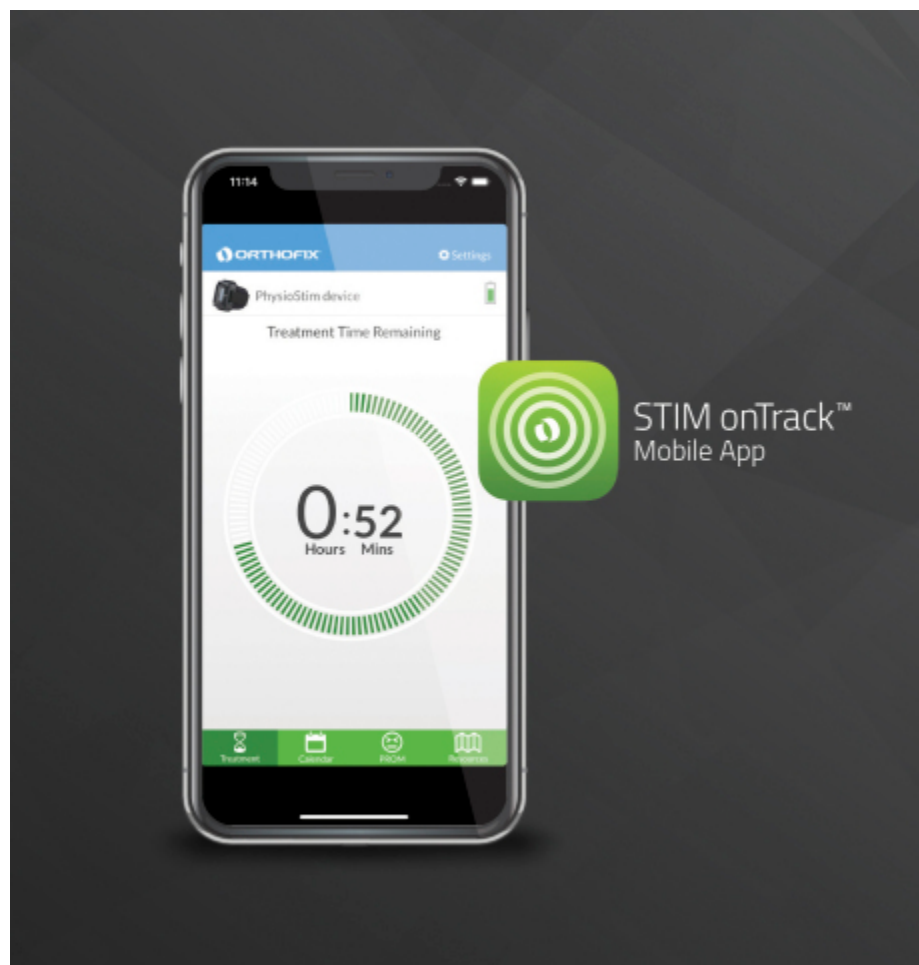 11:14
ORTHOFIX
Settings
PhysioStim device
Treatment Time Remaining
0:52
Hours Mins
Treatment
Calendar
PROM
Resources
STIM onTrack™
Mobile App